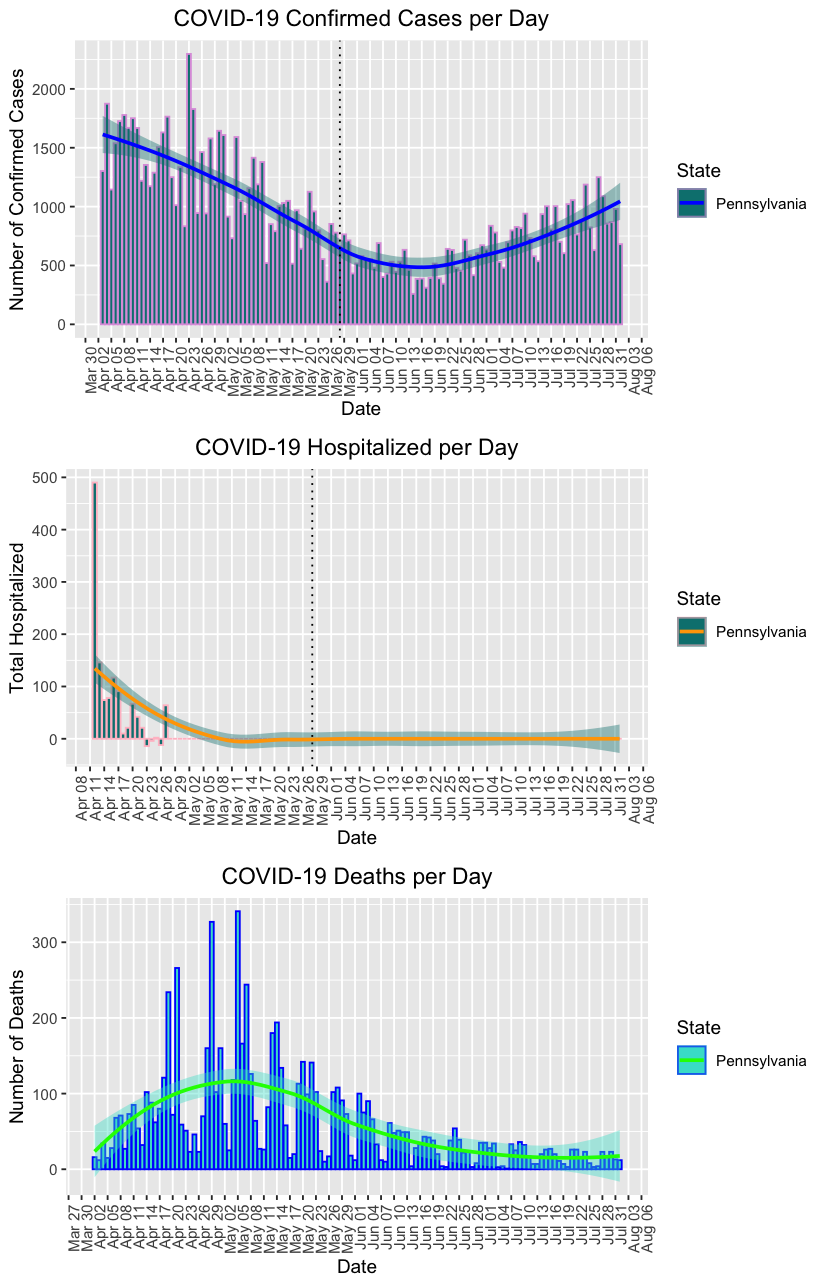 COVID-19 Confirmed Cases per Day
Number of Confirmed Cases
2000
1500
1000
500
0
Mar 30
Apr 02
Apr 05
Apr 08
Apr 11
Apr 14
Apr 17
Apr 20
Apr 23
Apr 26
Apr 29
May 02
May 05
May 08
May 11
May 14
May 17
May 20
May 23
May 26
May 29
Jun 01
Jun 04
Jun 07
Jun 10
Jun 13
Jun 16
Jun 19
Jun 22
Jun 25
Jun 28
Jul 01
Jul 04
Jul 07
Jul 10
Jul 13
Jul 16
Jul 19
Jul 22
Jul 25
Jul 28
Jul 31
Aug 03
Aug 06
Date
State
Pennsylvania
COVID-19 Hospitalized per Day
Total Hospitalized
500
400
300
200
100
0
Apr 08
Apr 11
Apr 14
Apr 17
Apr 20
Apr 23
Apr 26
Apr 29
May 02
May 05
May 08
May 11
May 14
May 17
May 20
May 23
May 26
May 29
Jun 01
Jun 04
Jun 07
Jun 10
Jun 13
Jun 16
Jun 19
Jun 22
Jun 25
Jun 28
Jul 01
Jul 04
Jul 07
Jul 10
Jul 13
Jul 16
Jul 19
Jul 22
Jul 25
Jul 28
Jul 31
Aug 03
Aug 06
Date
State
Pennsylvania
COVID-19 Deaths per Day
Number of Deaths
300
200
100
0
Mar 27
Mar 30
Apr 02
Apr 05
Apr 08
Apr 11
Apr 14
Apr 17
Apr 20
Apr 23
Apr 26
Apr 29
May 02
May 05
May 08
May 11
May 14
May 17
May 20
May 23
May 26
May 29
Jun 01
Jun 04
Jun 07
Jun 10
Jun 13
Jun 16
Jun 19
Jun 22
Jun 25
Jun 28
Jul 01
Jul 04
Jul 07
Jul 10
Jul 13
Jul 16
Jul 19
Jul 22
Jul 25
Jul 28
Jul 31
Aug 03
Aug 06
Date
State
Pennsylvania